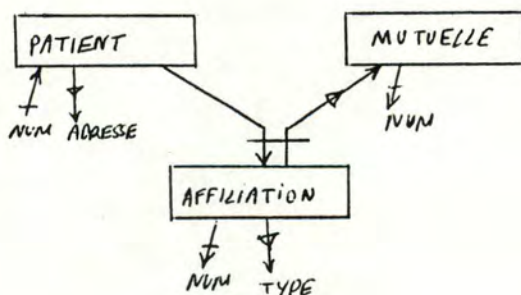 PATIENT
MUTUELLE
NUM ADRESSE
NUM
AFFILIATION
NUM TYPE